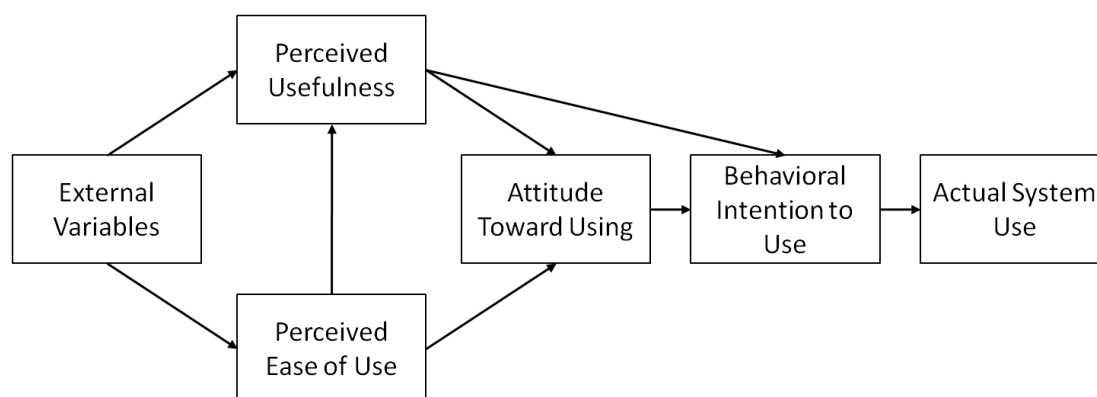 Perceived
Usefulness
External
Variables
Attitude
Toward Using
Behavioral
Intention to
Use
Actual System
Use
Perceived
Ease of Use